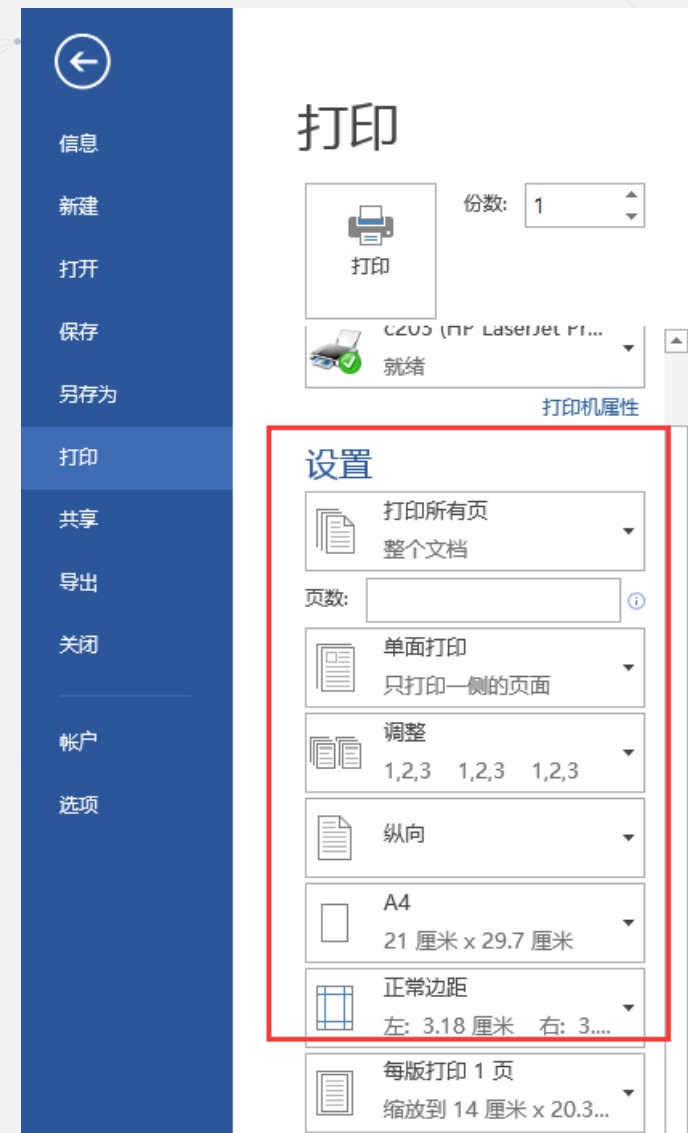 信息
新建
打开
保存
另存为
打印
共享
导出
关闭
帐户
选项
打印
份数: 1
打印
c205 (HP LaserJet Pr...
就绪
打印机属性
设置
打印所有页
整个文档
页数:
单面打印
只打印一侧的页面
调整
1,2,3 1,2,3 1,2,3
纵向
A4
21 厘米 x 29.7 厘米
正常边距
左: 3.18 厘米 右: 3....
每版打印 1 页
缩放到 14 厘米 x 20.3...